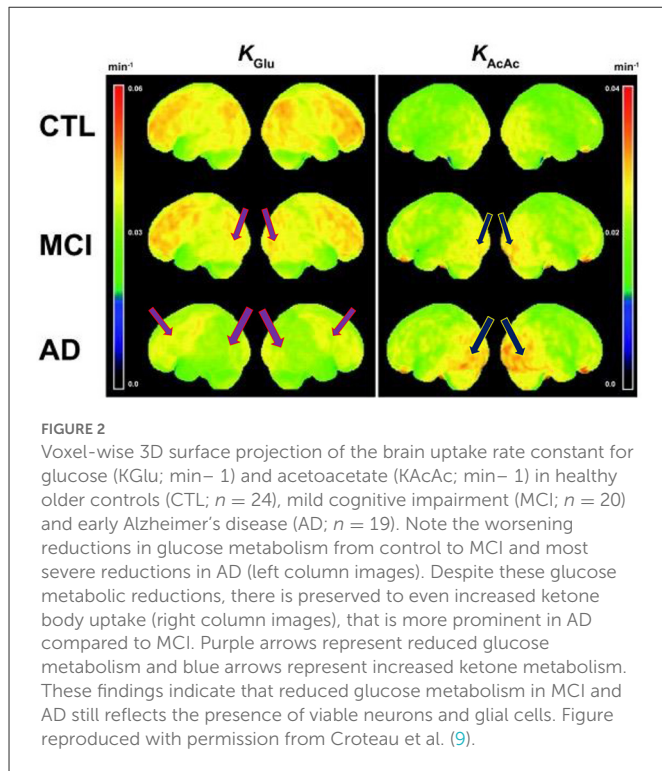 K Glu K AcAc
min-1 min-1
0.06 0.04
CTL
MCI
0.03 0.02
AD
0.0 0.0
FIGURE 2
Voxel-wise 3D surface projection of the brain uptake rate constant for
glucose (KGlu; min– 1) and acetoacetate (KAcAc; min– 1) in healthy
older controls (CTL; n = 24), mild cognitive impairment (MCI; n = 20)
and early Alzheimer's disease (AD; n = 19). Note the worsening
reductions in glucose metabolism from control to MCI and most
severe reductions in AD (left column images). Despite these glucose
metabolic reductions, there is preserved to even increased ketone
body uptake (right column images), that is more prominent in AD
compared to MCI. Purple arrows represent reduced glucose
metabolism and blue arrows represent increased ketone metabolism.
These findings indicate that reduced glucose metabolism in MCI and
AD still reflects the presence of viable neurons and glial cells. Figure
reproduced with permission from Croteau et al. (9).